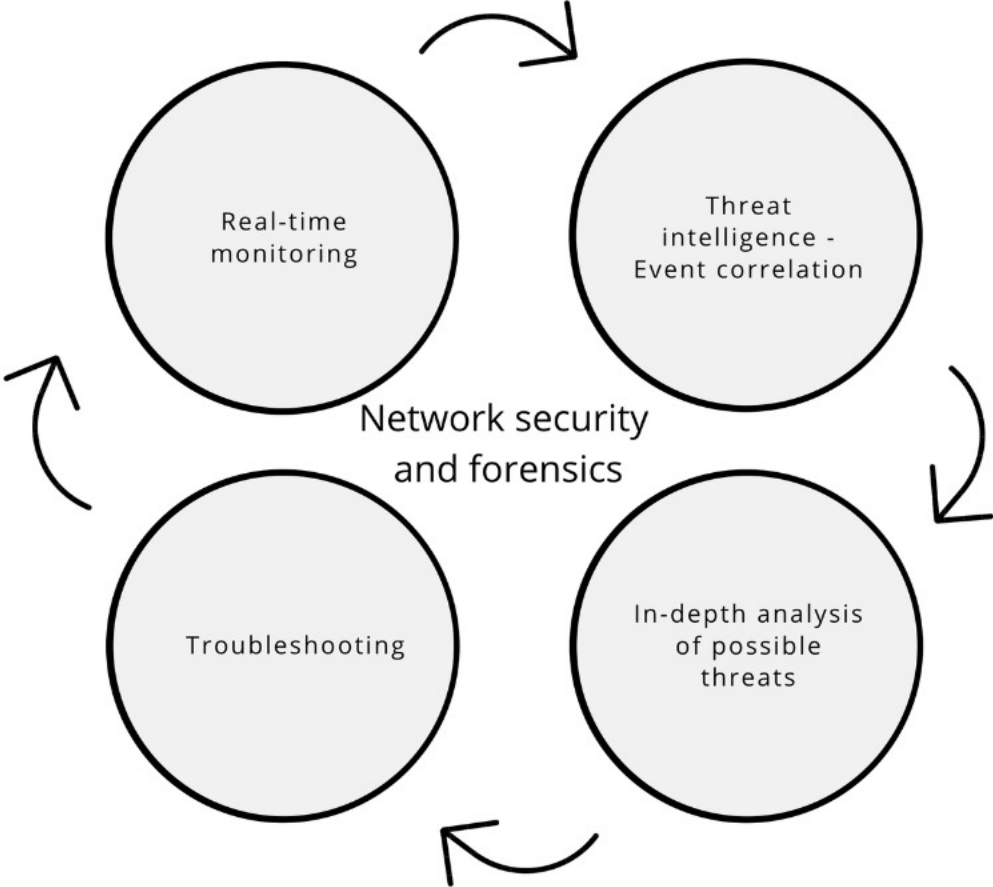 Real-time
monitoring
Threat
intelligence -
Event correlation
Network security
and forensics
Troubleshooting
In-depth analysis
of possible
threats